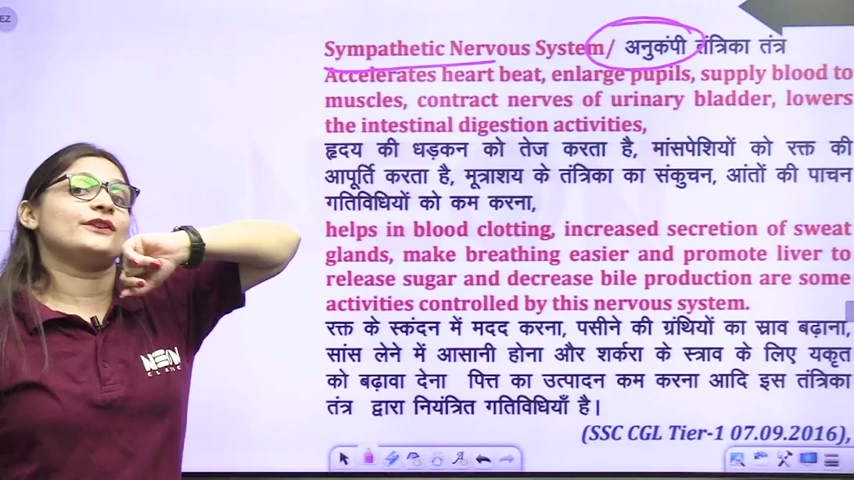 EZ
Sympathetic Nervous System/ अनुकंपी तंत्रिका तंत्र
Accelerates heart beat, enlarge pupils, supply blood to
muscles, contract nerves of urinary bladder, lowers
the intestinal digestion activities,
हृदय की धड़कन को तेज करता है, मांसपेशियों को रक्त की
आपूर्ति करता है, मूत्राशय के तंत्रिका का संकुचन, आंतों की पाचन
गतिविधियों को कम करना,
helps in blood clotting, increased secretion of sweat
glands, make breathing easier and promote liver to
release sugar and decrease bile production are some
activities controlled by this nervous system.
रक्त के स्कंदन में मदद करना, पसीने की ग्रंथियों का स्राव बढ़ाना,
सांस लेने में आसानी होना और शर्करा के स्त्राव के लिए यकृत
को बढ़ावा देना पित्त का उत्पादन कम करना आदि इस तंत्रिका
तंत्र द्वारा नियंत्रित गतिविधियाँ है।
(SSC CGL Tier-1 07.09.2016),
NEON
CLASSES